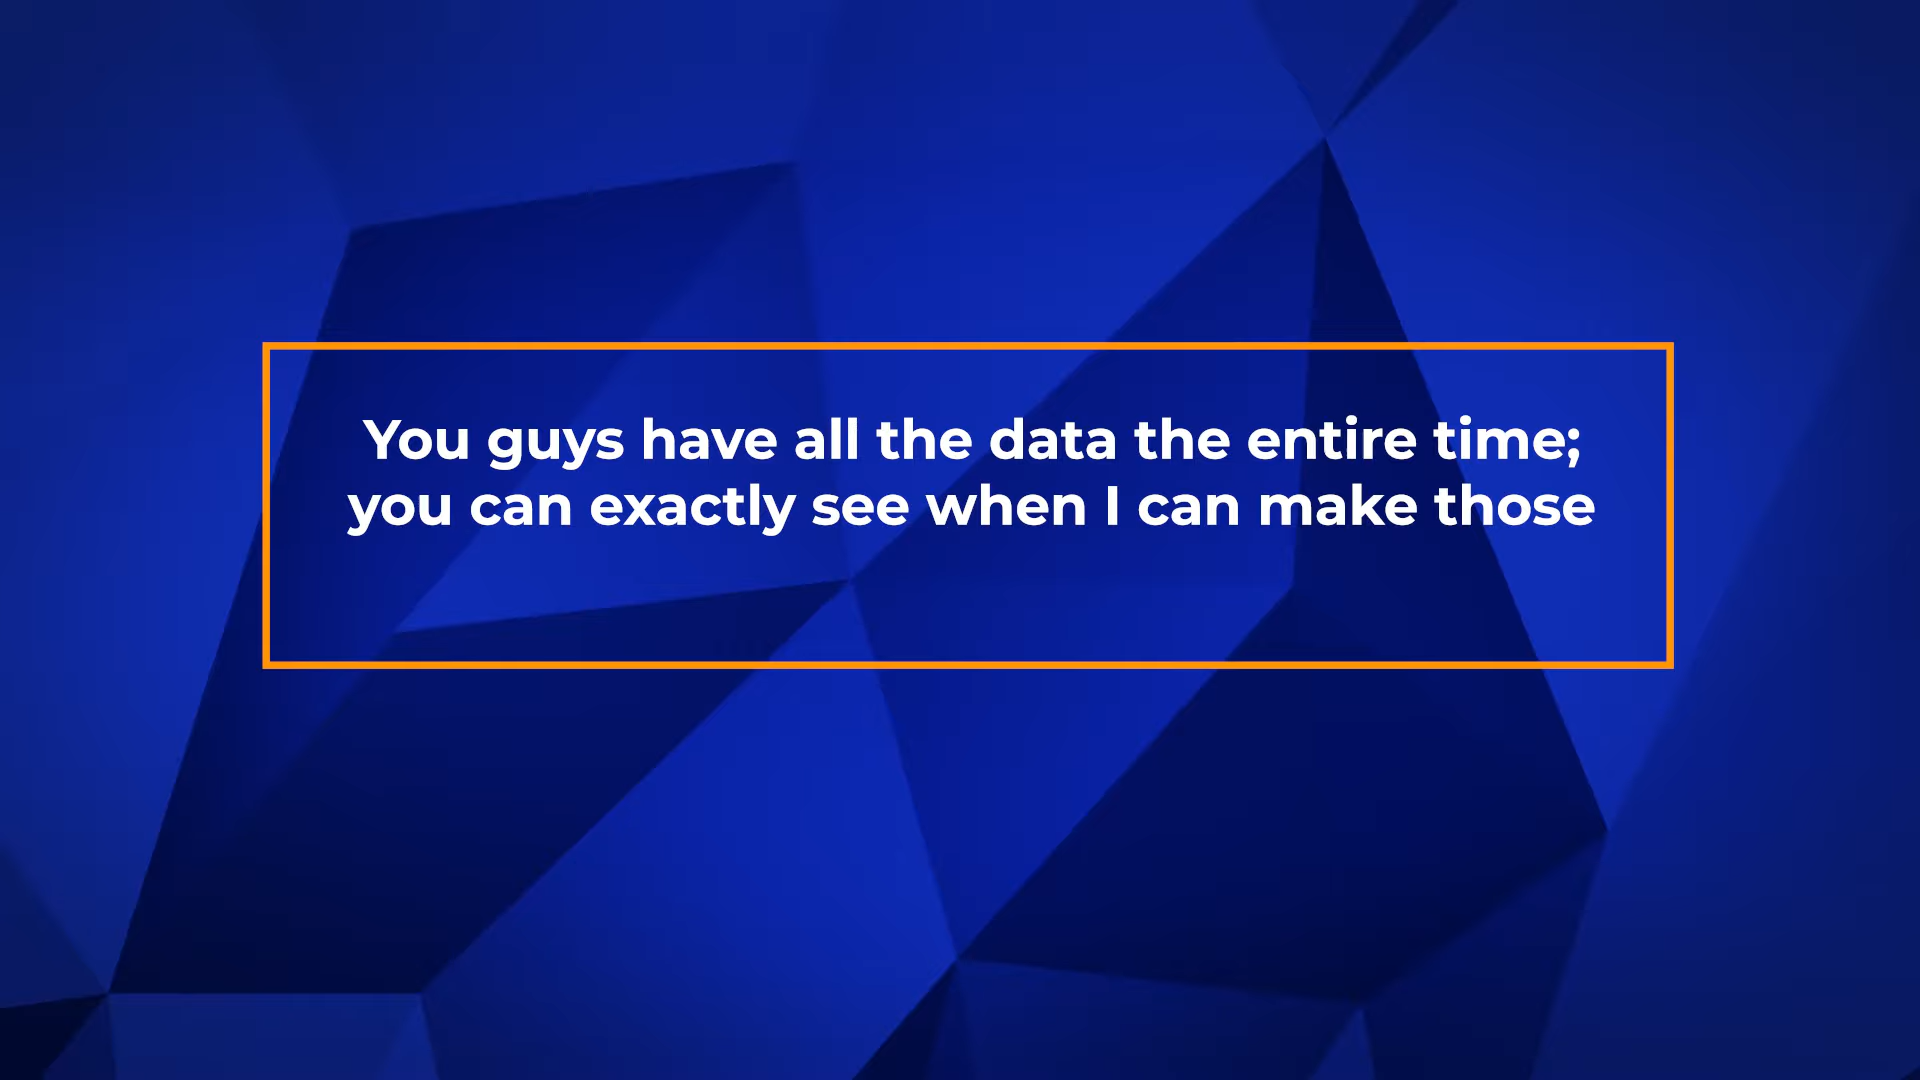 You guys have all the data the entire time;
you can exactly see when I can make those